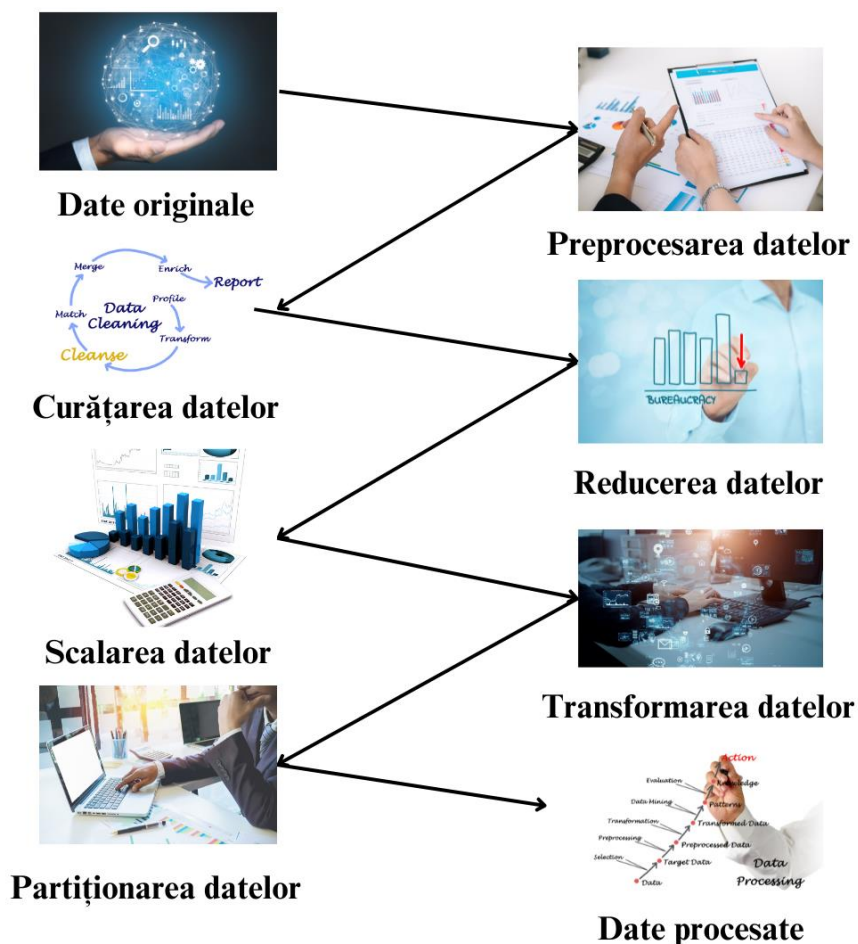 Date originale
Preprocesarea datelor
Merge
Enrich
Report
Profile
Match
Data
Cleaning
Transform
Cleanse
Curățarea datelor
BUREAUCRACY
Reducerea datelor
Scalarea datelor
Transformarea datelor
Partiționarea datelor
Action
Evaluation
Knowledge
Data Mining
Patterns
Transformation
Transformed Data
Preprocessing
Preprocessed Data
Selection
Target Data
Data
Data
Processing
Date procesate